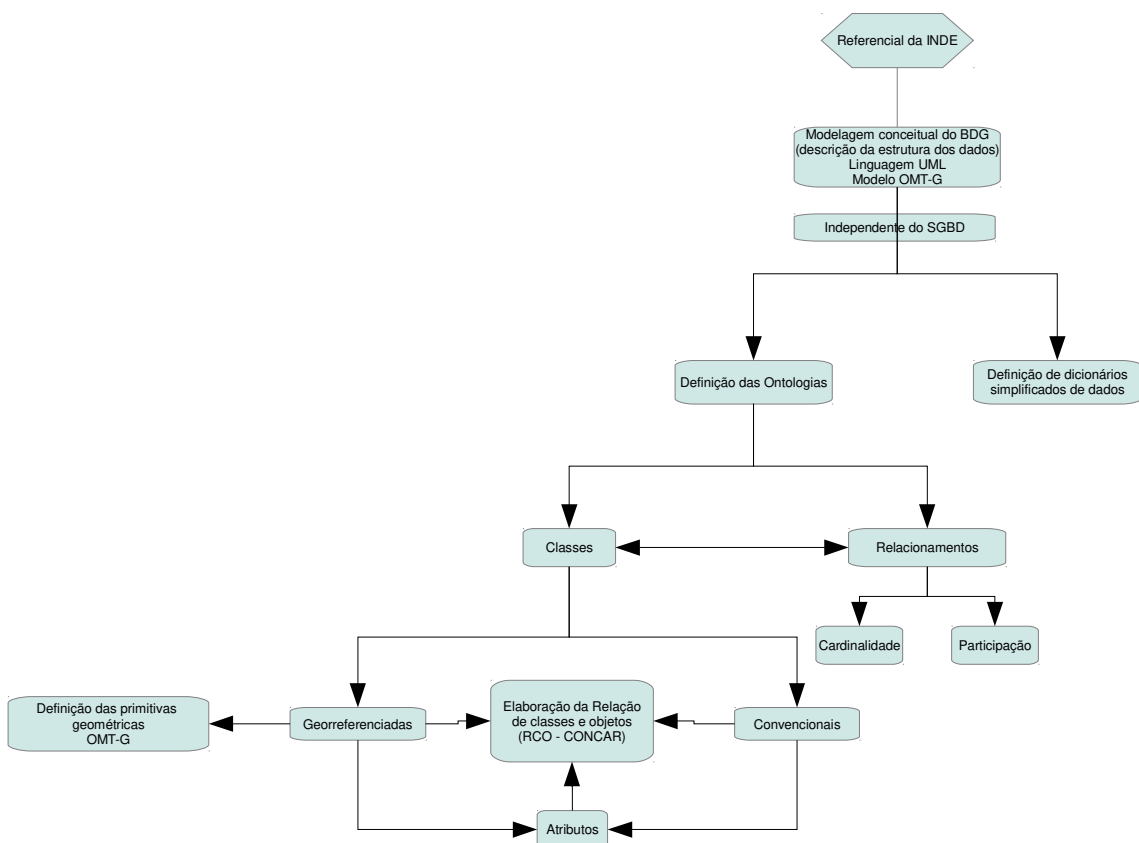 Referencial da INDE
Modelagem conceitual do BDG
(descrição da estrutura dos dados)
Linguagem UML
Modelo OMT-G
Independente do SGBD
Definição das Ontologias
Definição de dicionários
simplificados de dados
Classes
Relacionamentos
Cardinalidade
Participação
Definição das primitivas
geométricas
OMT-G
Georreferenciadas
Elaboração da Relação
de classes e objetos
(RCO - CONCAR)
Convencionais
Atributos